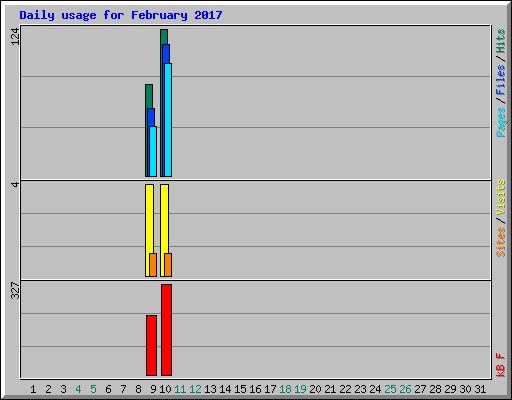 Daily usage for February 2017
124
Pages / Files / Hits
4
Sites / Visits
327
kB F
1 2 3 4 5 6 7 8 9 10 11 12 13 14 15 16 17 18 19 20 21 22 23 24 25 26 27 28 29 30 31